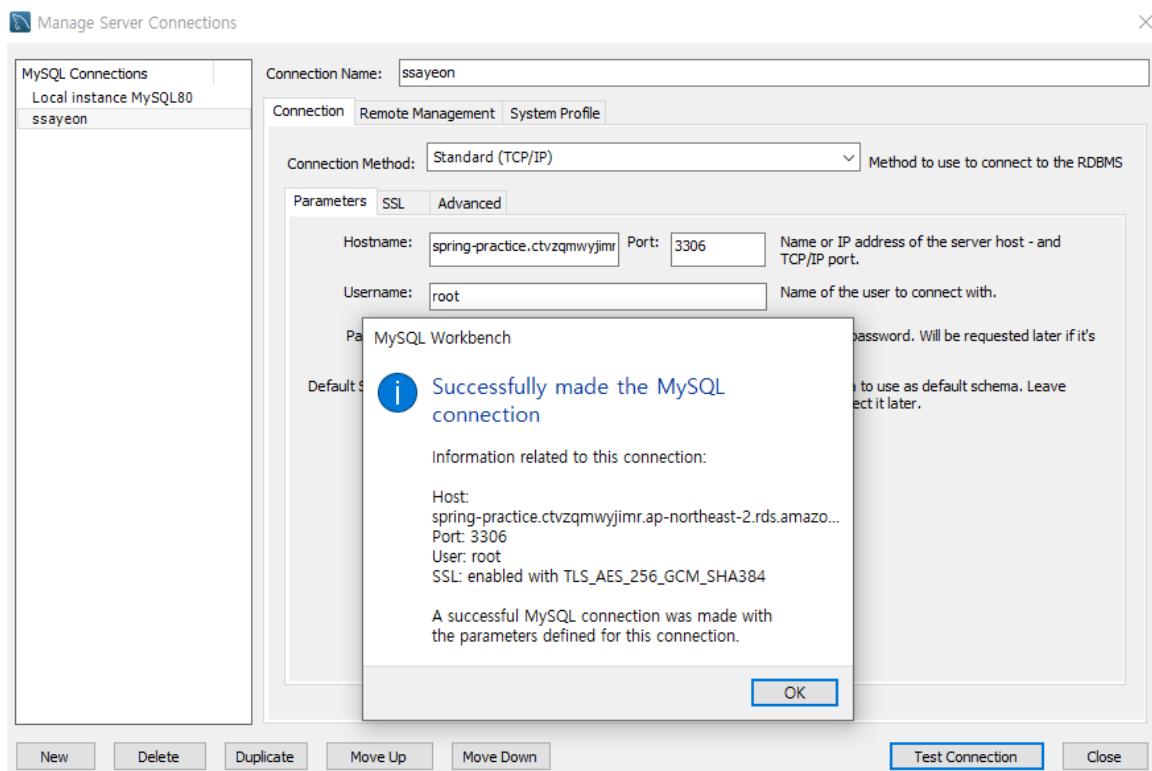 Manage Server Connections
MySQL Connections
Local instance MySQL80
ssayeon
Connection Name: ssayeon
Connection Remote Management System Profile
Connection Method: Standard (TCP/IP) Method to use to connect to the RDBMS
Parameters SSL Advanced
Hostname: spring-practice.ctvzqmwyjimr Port: 3306 Name or IP address of the server host - and
TCP/IP port.
Username: root Name of the user to connect with.
password. Will be requested later if it's
Default
to use as default schema. Leave
it later.
MySQL Workbench
Successfully made the MySQL
connection
Information related to this connection:
Host:
spring-practice.ctvzqmwyjimr.ap-northeast-2.rds.amazo...
Port: 3306
User: root
SSL: enabled with TLS_AES_256_GCM_SHA384
A successful MySQL connection was made with
the parameters defined for this connection.
OK
New Delete Duplicate Move Up Move Down Test Connection Close